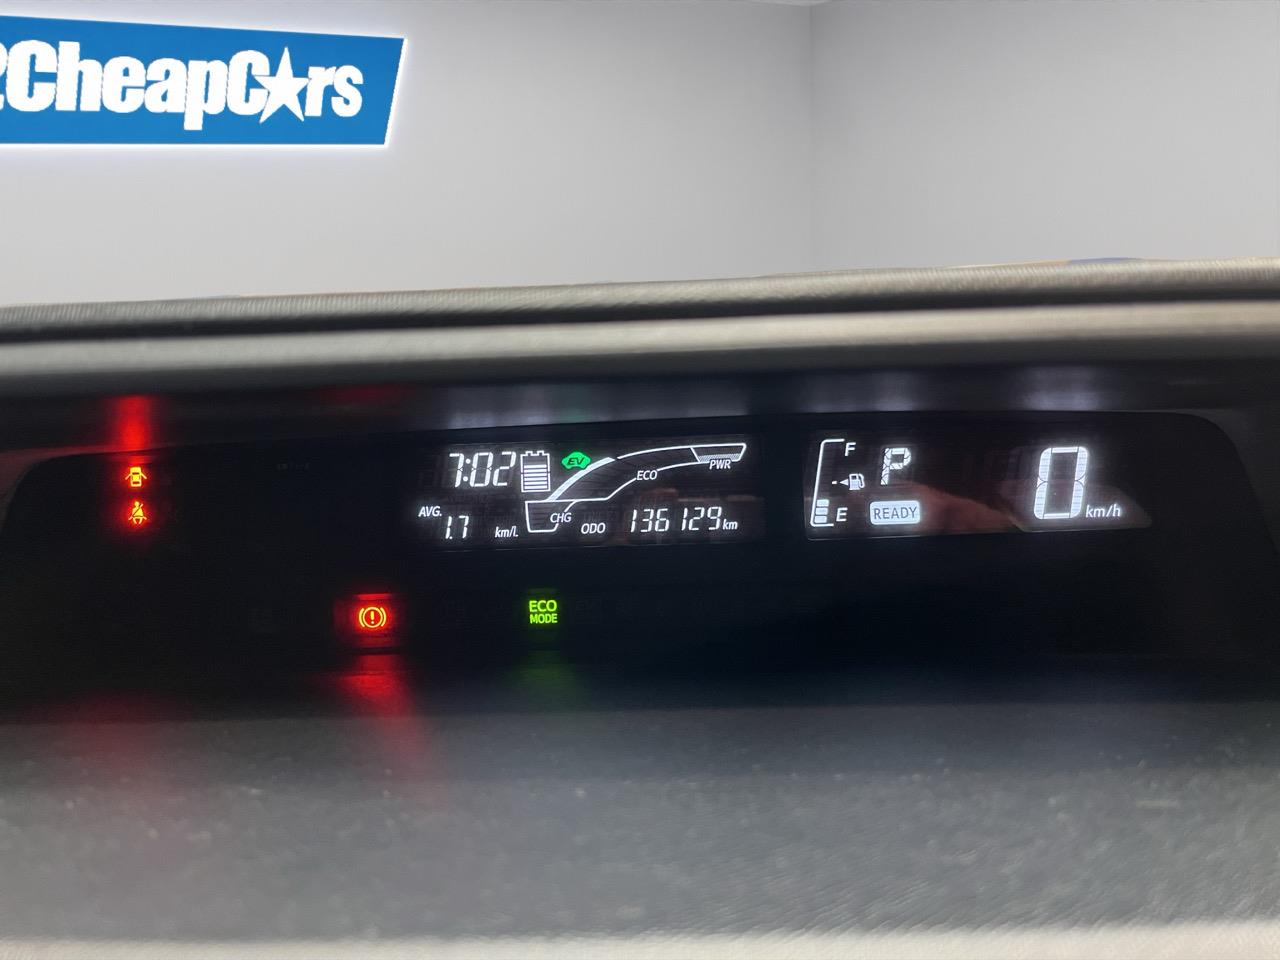 2CheapCars
7:02
EV
ECO
PWR
CHG
AVG.
1.7 km/L
ODO 136129 km
F
E
P
READY
0 km/h
ECO
MODE